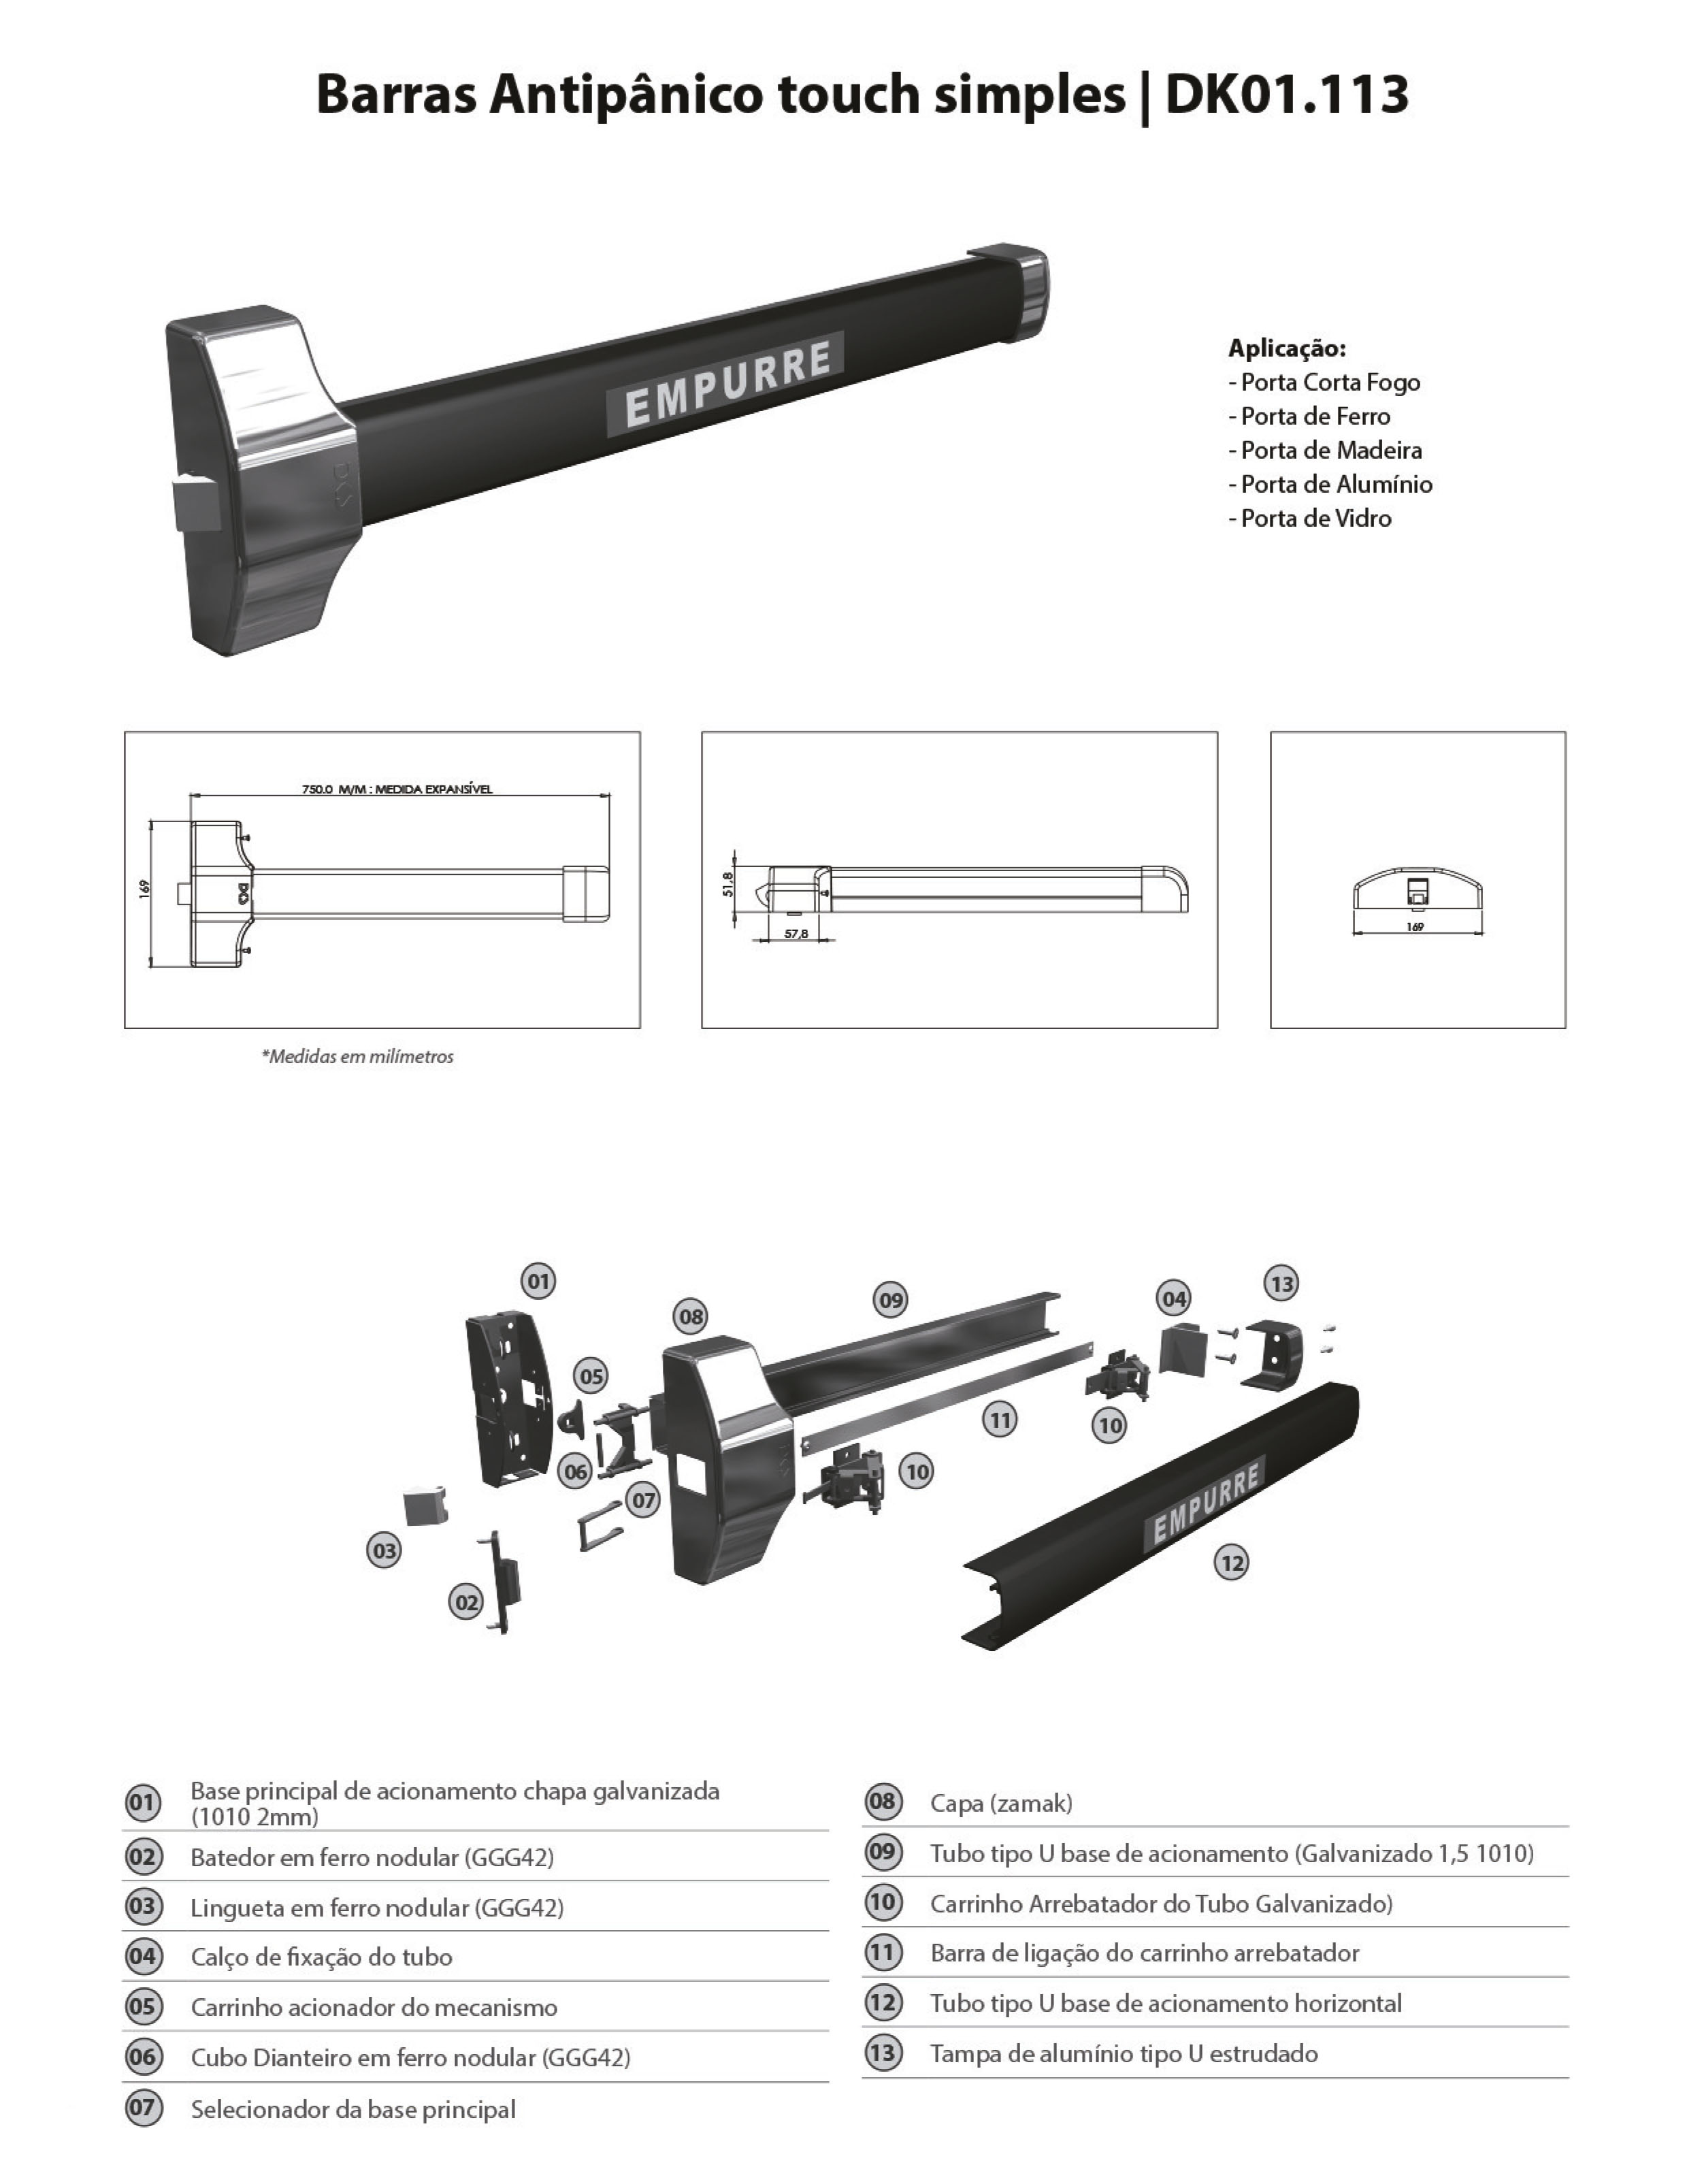 Barras Antipânico touch simples | DK01.113
EMPURRE
DKS
Aplicação:
- Porta Corta Fogo
- Porta de Ferro
- Porta de Madeira
- Porta de Alumínio
- Porta de Vidro
750.0 M/M : MEDIDA EXPANSÍVEL
169
51,8
57,8
169
*Medidas em milímetros
01
08
09
04
13
05
11
10
06
10
07
03
02
12
EMPURRE
01 Base principal de acionamento chapa galvanizada
(1010 2mm)
02 Batedor em ferro nodular (GGG42)
03 Lingueta em ferro nodular (GGG42)
04 Calço de fixação do tubo
05 Carrinho acionador do mecanismo
06 Cubo Dianteiro em ferro nodular (GGG42)
07 Selecionador da base principal
08 Capa (zamak)
09 Tubo tipo U base de acionamento (Galvanizado 1,5 1010)
10 Carrinho Arrebatador do Tubo Galvanizado)
11 Barra de ligação do carrinho arrebatador
12 Tubo tipo U base de acionamento horizontal
13 Tampa de alumínio tipo U estrudado